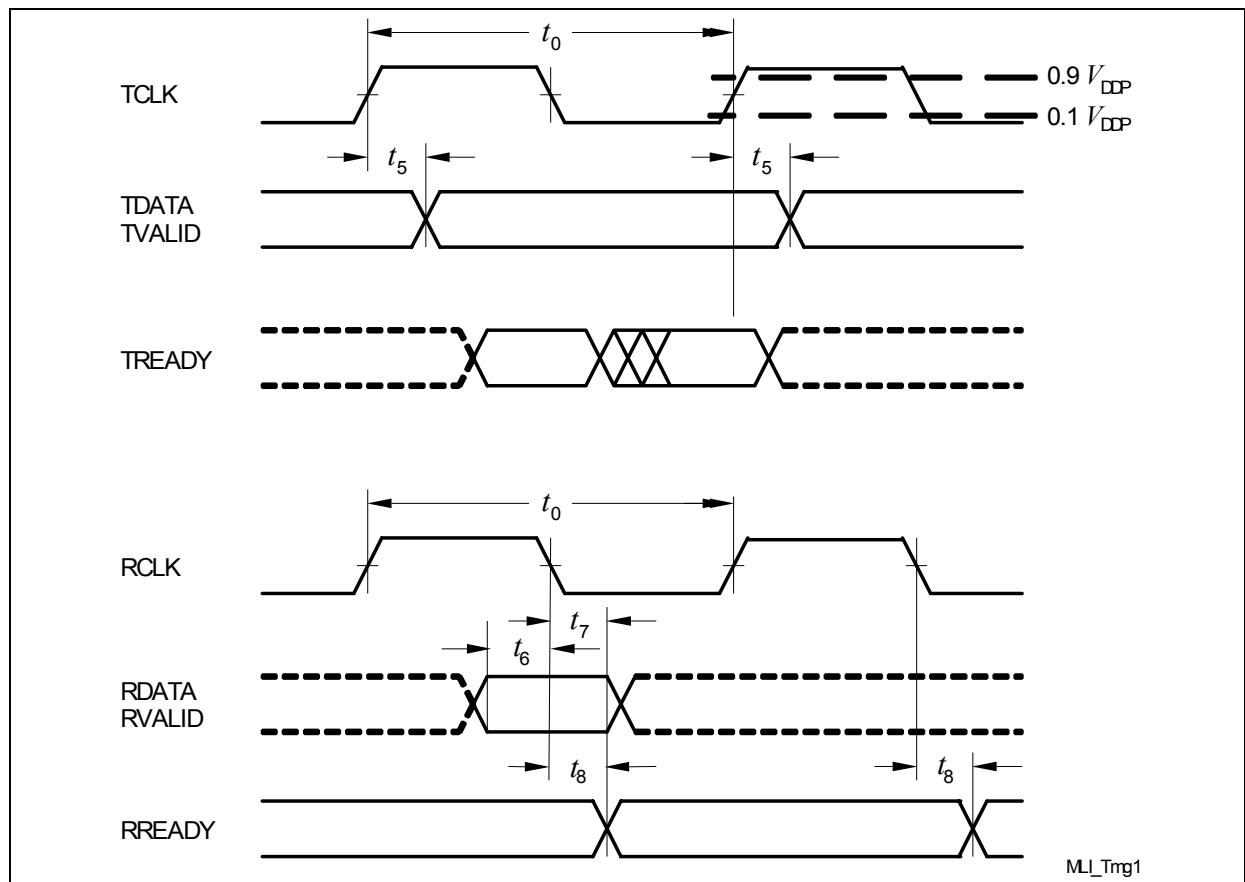 t0
TCLK
0.9 VDDP
0.1 VDDP
t5
t5
TDATA
TVALID
TREADY
t0
RCLK
t7
t6
RDATA
RVALID
t8
t8
RREADY
MLI_Tmg1